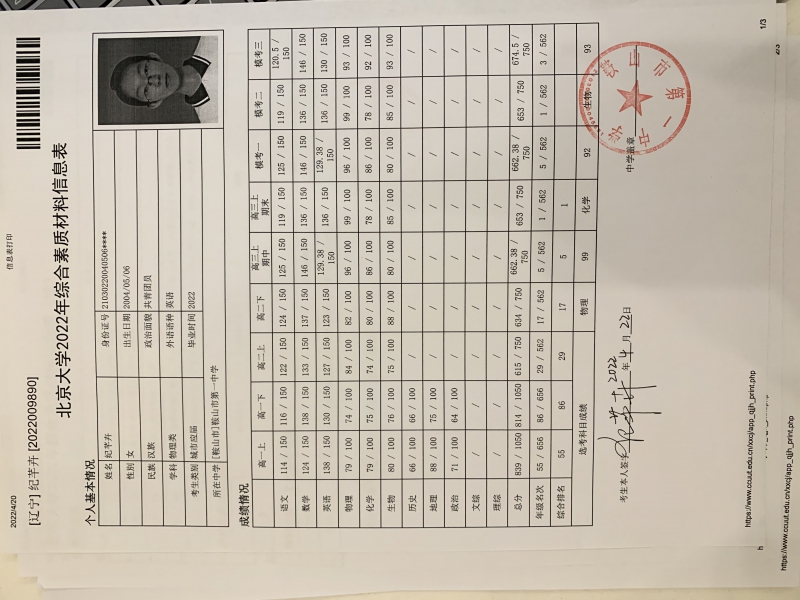 2022/4/20 信息表打印
[辽宁] 纪芊卉 [2022009890]
北京大学2022年综合素质材料信息表
个人基本情况
姓名 纪芊卉 身份证号 21030220040506****
性别 女 出生日期 2004/05/06
民族 汉族 政治面貌 共青团员
学科 物理类 外语语种 英语
考生类别 城市应届 毕业时间 2022
所在中学 [鞍山市]鞍山市第一中学
成绩情况
高一上 高一下 高二上 高二下 高三上期中 高三上期末 模考一 模考二 模考三
语文 114 / 150 116 / 150 122 / 150 124 / 150 125 / 150 119 / 150 125 / 150 119 / 150 120.5 / 150
数学 124 / 150 138 / 150 133 / 150 137 / 150 146 / 150 136 / 150 146 / 150 136 / 150 146 / 150
英语 138 / 150 130 / 150 127 / 150 123 / 150 129.38 / 150 136 / 150 129.38 / 150 136 / 150 130 / 150
物理 79 / 100 74 / 100 84 / 100 82 / 100 96 / 100 99 / 100 96 / 100 99 / 100 93 / 100
化学 79 / 100 75 / 100 74 / 100 80 / 100 86 / 100 78 / 100 86 / 100 78 / 100 92 / 100
生物 80 / 100 76 / 100 75 / 100 88 / 100 80 / 100 85 / 100 80 / 100 85 / 100 93 / 100
历史 66 / 100 66 / 100 / / / / / / /
地理 88 / 100 75 / 100 / / / / / / /
政治 71 / 100 64 / 100 / / / / / / /
文综 / / / / / / / / /
理综 / / / / / / / / /
总分 839 / 1050 814 / 1050 615 / 750 634 / 750 662.38 / 750 653 / 750 662.38 / 750 653 / 750 674.5 / 750
年级名次 55 / 656 86 / 656 29 / 562 17 / 562 5 / 562 1 / 562 5 / 562 1 / 562 3 / 562
综合排名 55 86 29 17 5 1
选考科目成绩 物理 99 化学 92 生物 93
考生本人签字 2022年4月22日
中学盖章
https://www.ccuut.edu.cn/xxcj/app_qjjh_print.php 1/3
https://www.ccuut.edu.cn/xxcj/app_qjjh_print.php